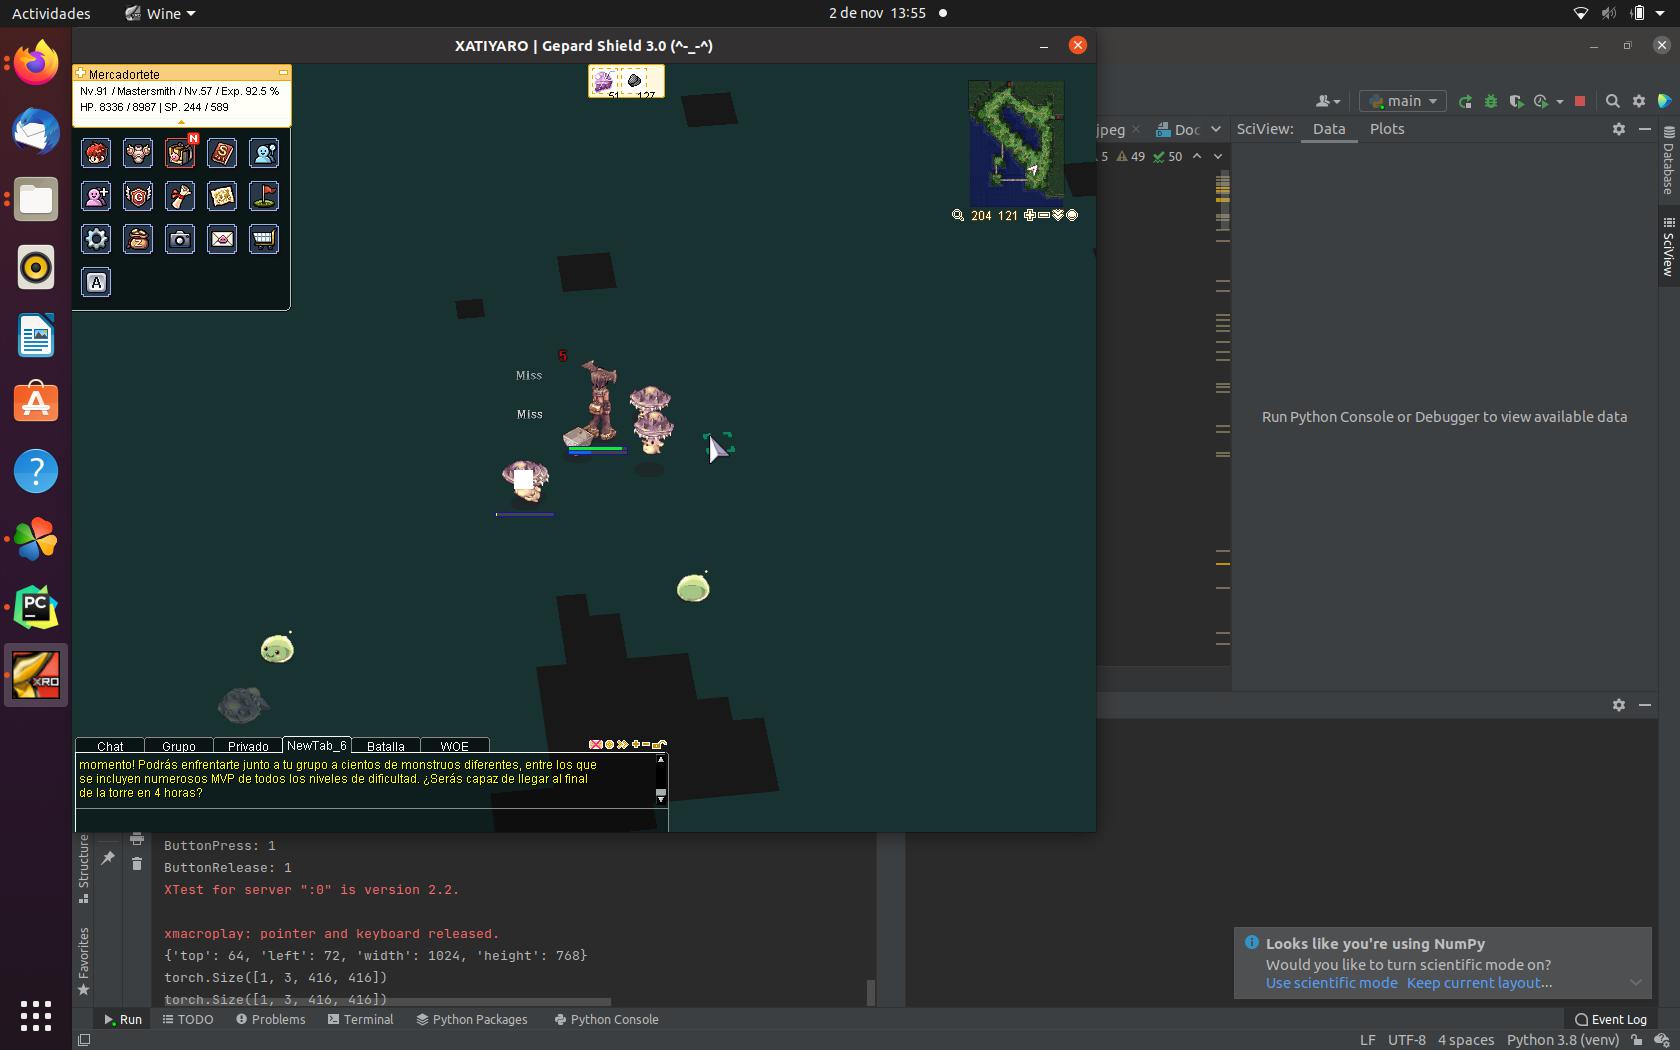 Actividades
Wine
2 de nov 13:55
XATIYARO | Gepard Shield 3.0 (^-_-^)
Mercadortete
Nv.91 / Mastersmith / Nv.57 / Exp. 92.5 %
HP. 8336 / 8987 | SP. 244 / 589
N
51 127
A
204 121
5
Miss
Miss
Chat Grupo Privado NewTab_6 Batalla WOE
momento! Podrás enfrentarte junto a tu grupo a cientos de monstruos diferentes, entre los que
se incluyen numerosos MVP de todos los niveles de dificultad. ¿Serás capaz de llegar al final
de la torre en 4 horas?
main
jpeg Doc
SciView: Data Plots
5 49 50
Database
SciView
Run Python Console or Debugger to view available data
PC
XRO
Structure
Favorites
ButtonPress: 1
ButtonRelease: 1
XTest for server ":0" is version 2.2.
xmacroplay: pointer and keyboard released.
{'top': 64, 'left': 72, 'width': 1024, 'height': 768}
torch.Size([1, 3, 416, 416])
torch.Size([1, 3, 416, 416])
Looks like you're using NumPy
Would you like to turn scientific mode on?
Use scientific mode Keep current layout...
Run TODO Problems Terminal Python Packages Python Console
Event Log
LF UTF-8 4 spaces Python 3.8 (venv)